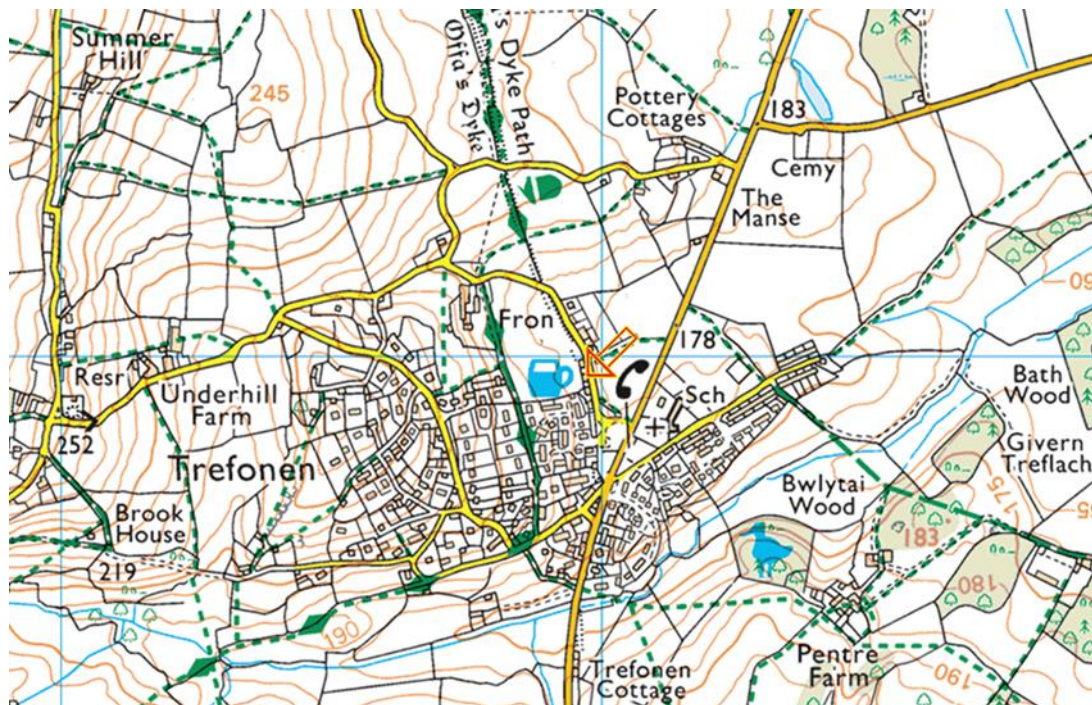 Summer
Hill
's Dyke Path
Offa's Dyke
245
Pottery
Cottages
183
Cemy
The
Manse
Fron
178
Resr
Underhill
Farm
Sch
Bath
Wood
252
Trefonen
Givern
Treflach
Bwlytai
Wood
175
Brook
House
183
219
180
190
Pentre
Farm
190
Trefonen
Cottage